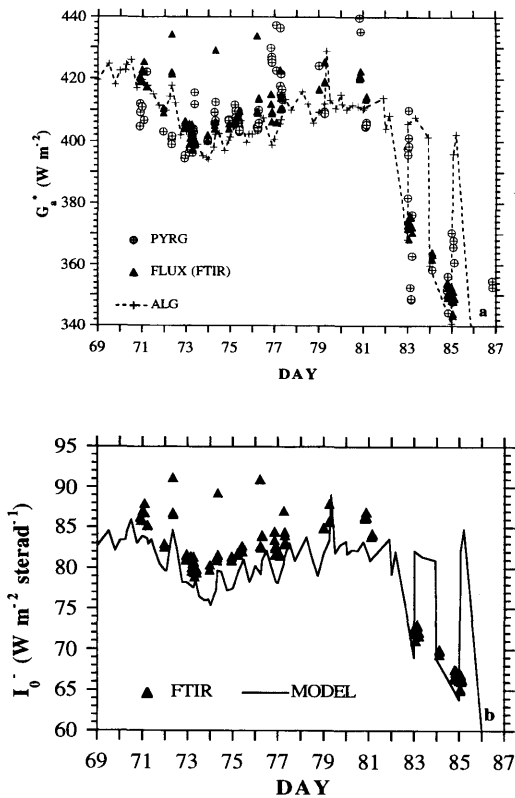 440
420
400
380
360
340
Gₐ* (W m⁻²)
PYRG
FLUX (FTIR)
ALG
a
69 71 73 75 77 79 81 83 85 87
DAY
95
90
85
80
75
70
65
60
I₀⁻ (W m⁻² sterad⁻¹)
FTIR MODEL
b
69 71 73 75 77 79 81 83 85 87
DAY